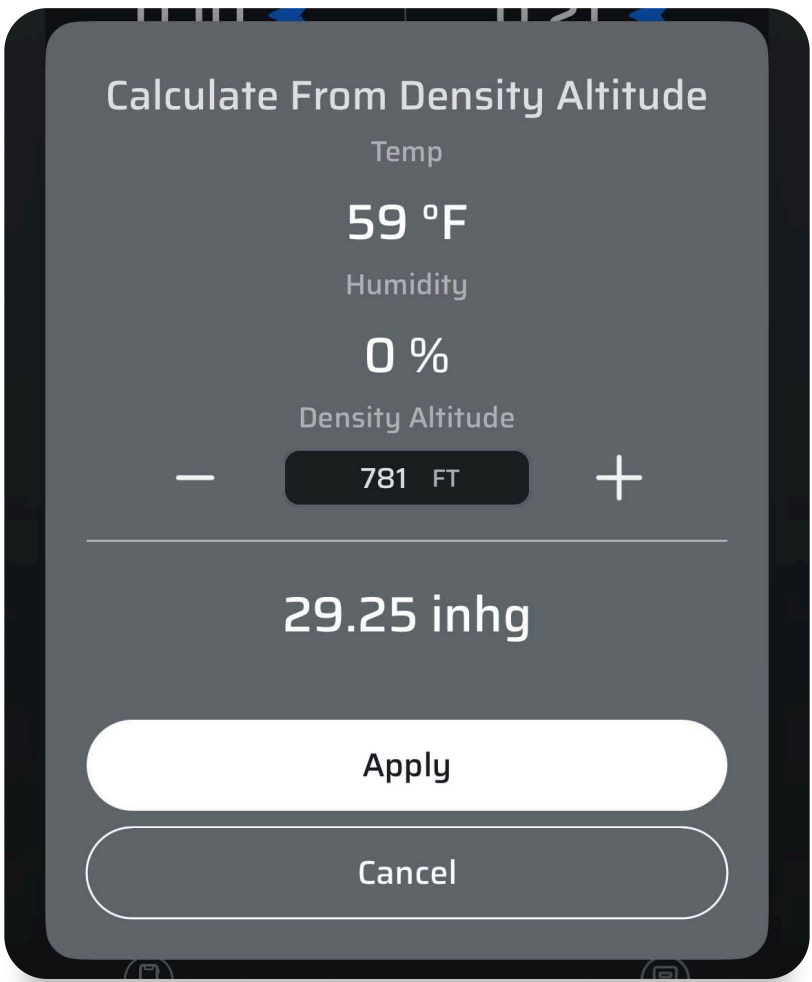 Calculate From Density Altitude
Temp
59 °F
Humidity
0 %
Density Altitude
781 FT
29.25 inhg
Apply
Cancel